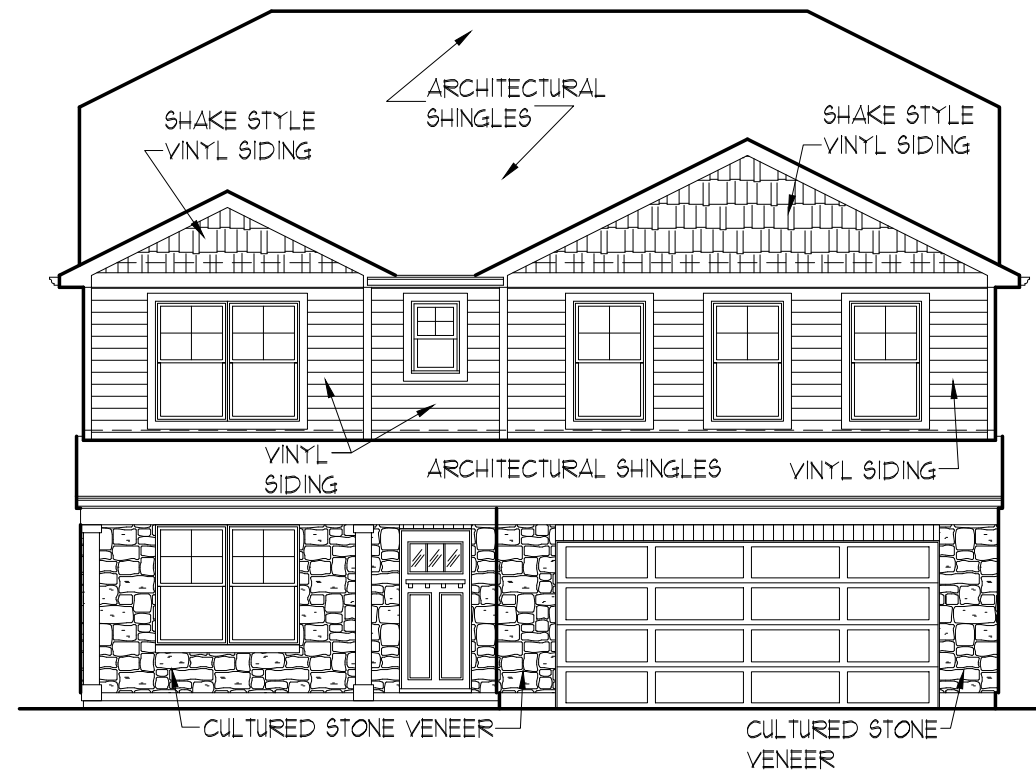 ARCHITECTURAL
SHINGLES
SHAKE STYLE
VINYL SIDING
SHAKE STYLE
VINYL SIDING
VINYL
SIDING
ARCHITECTURAL SHINGLES
VINYL SIDING
CULTURED STONE VENEER
CULTURED STONE
VENEER